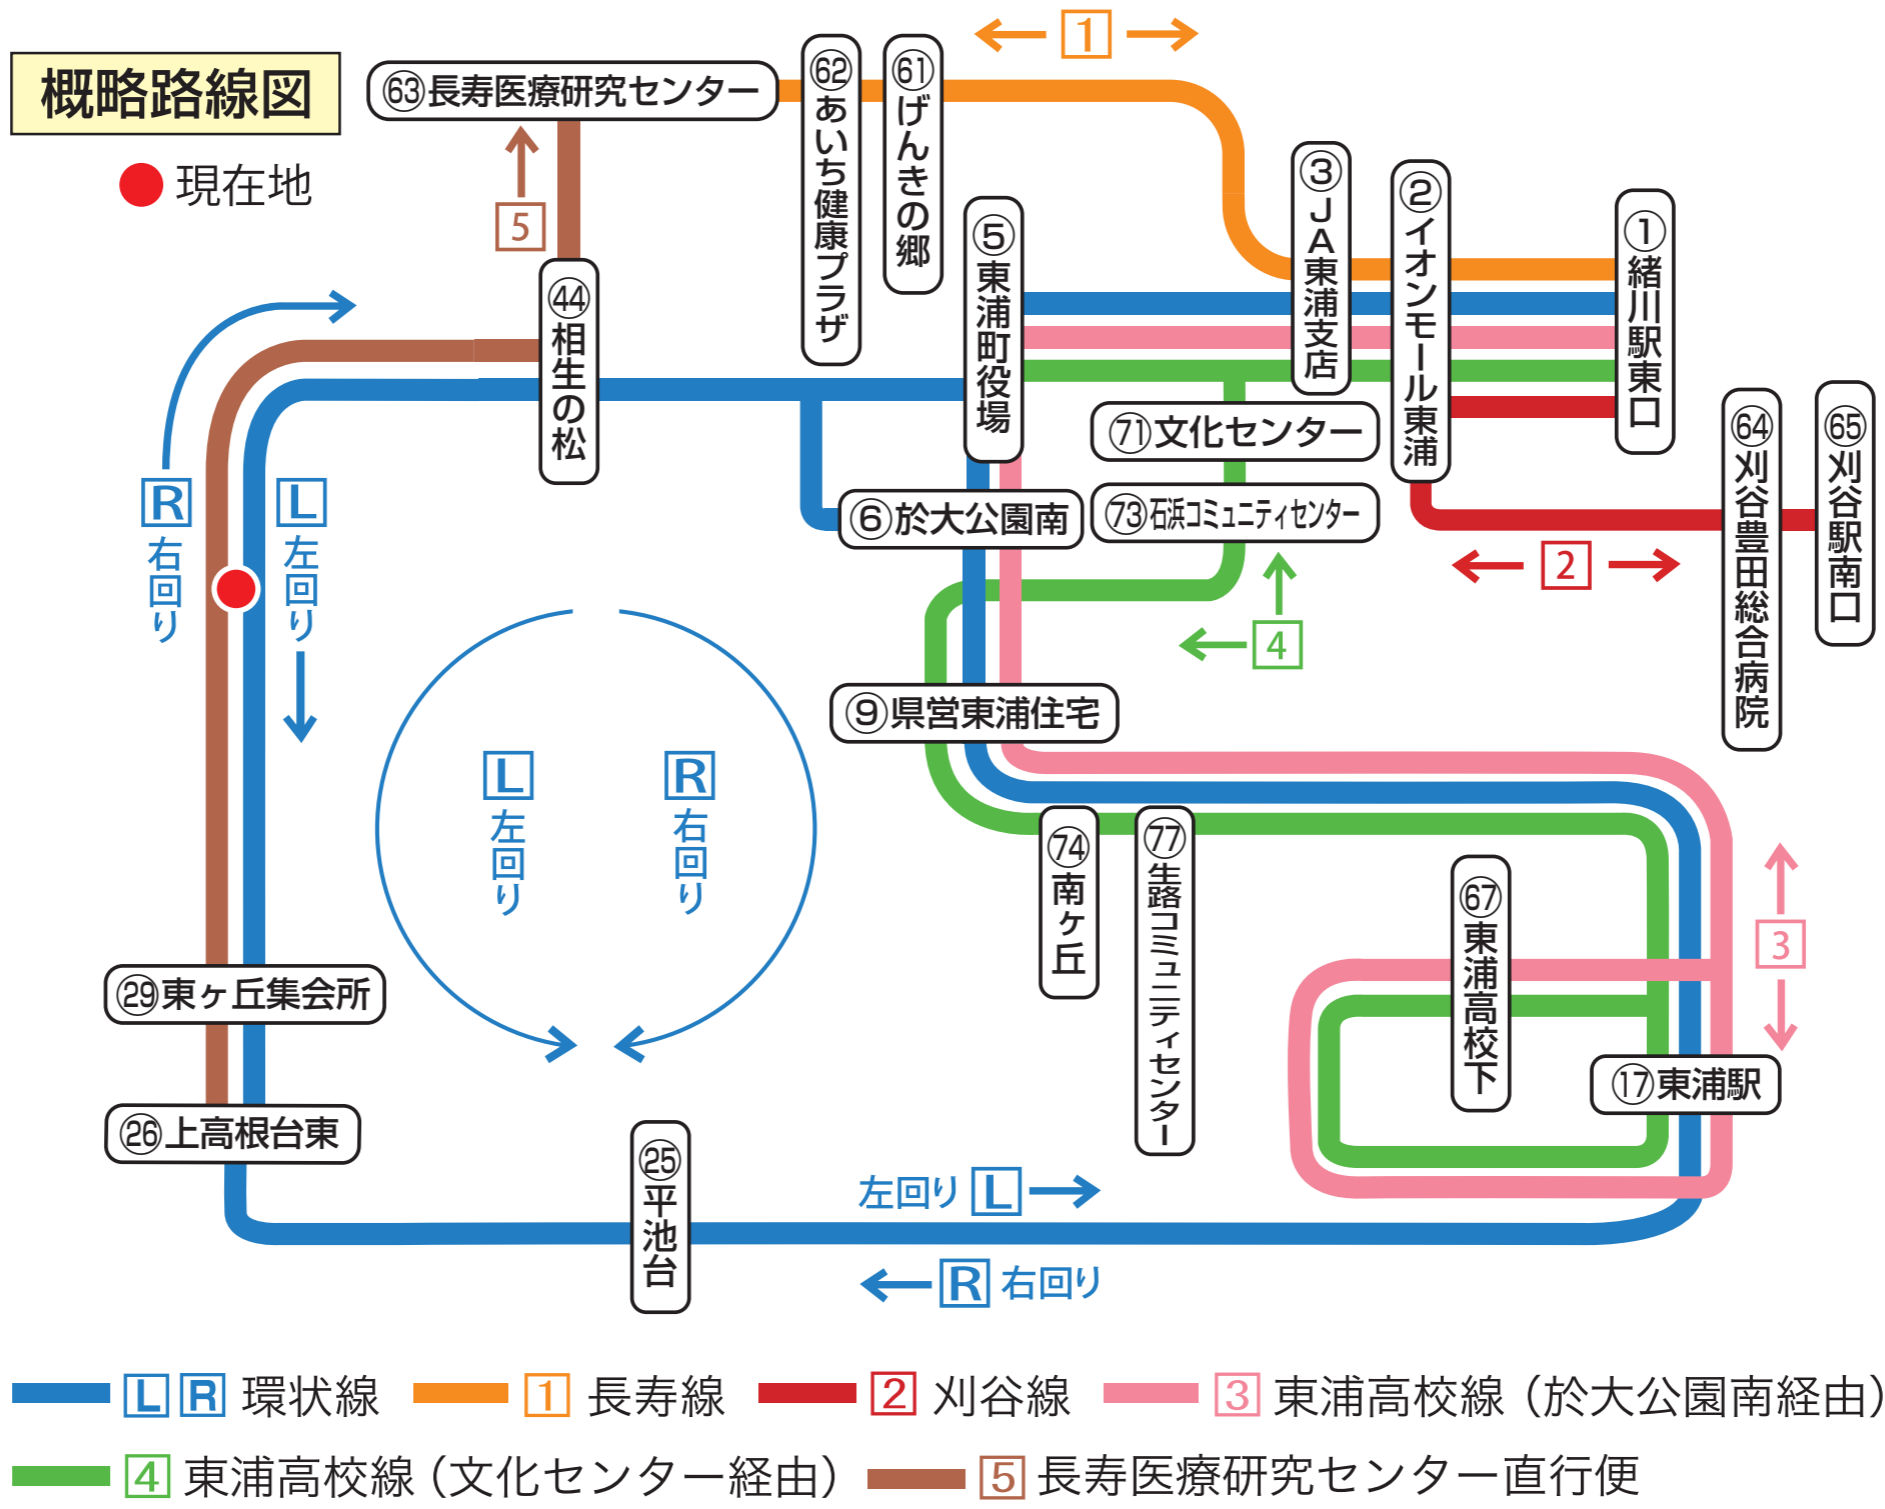 概略路線図
現在地
1
㊿+⑬長寿医療研究センター
62あいち健康プラザ
61げんきの郷
③JA東浦支店
②イオンモール東浦
①緒川駅東口
⑤東浦町役場
5
㊹相生の松
71文化センター
64刈谷豊田総合病院
65刈谷駅南口
R右回り
L左回り
⑥於大公園南
73石浜コミュニティセンター
2
4
⑨県営東浦住宅
L左回り
R右回り
74南ヶ丘
77生路コミュニティセンター
67東浦高校下
3
㉙東ヶ丘集会所
⑰東浦駅
㉖上高根台東
㉕平池台
左回りL
R右回り
LR環状線
1長寿線
2刈谷線
3東浦高校線（於大公園南経由）
4東浦高校線（文化センター経由）
5長寿医療研究センター直行便